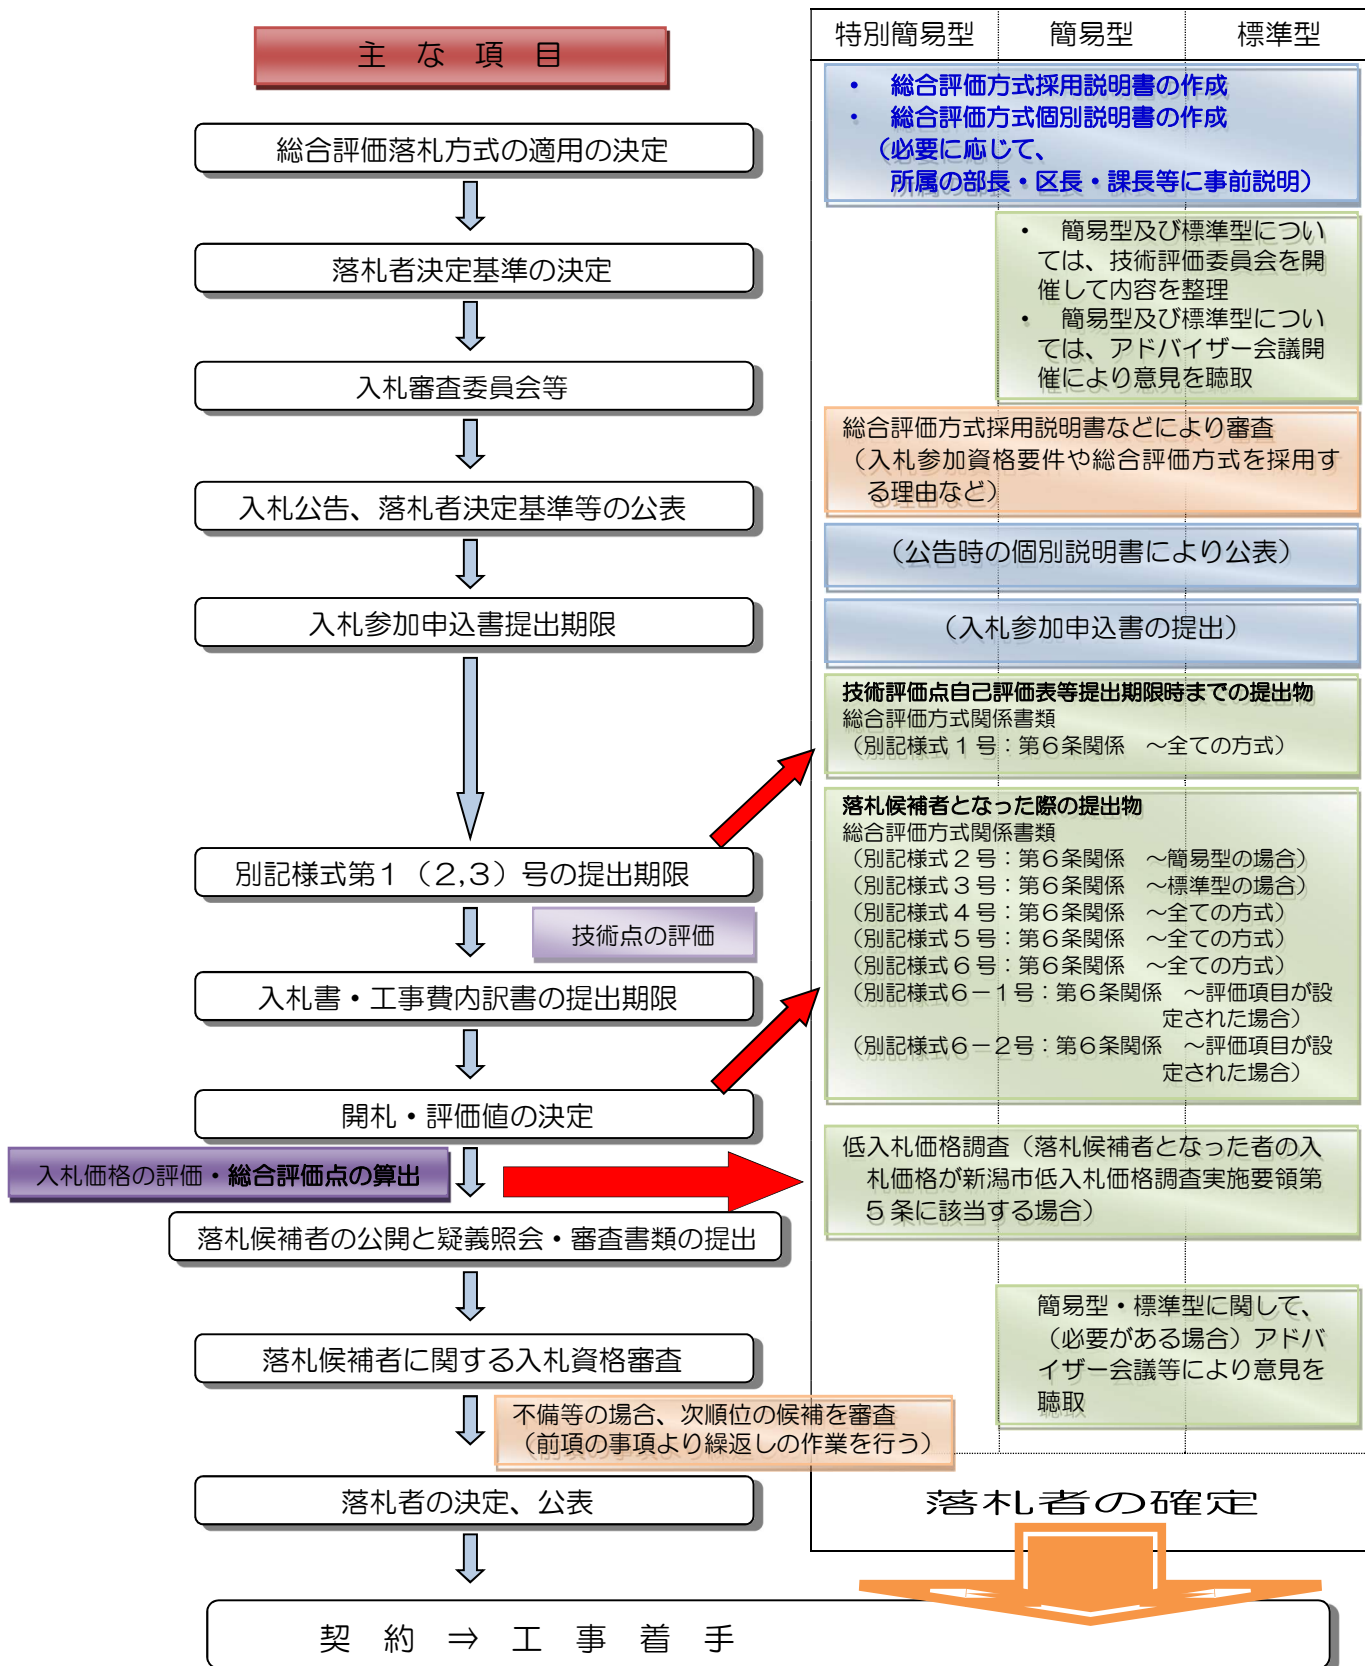 主 な 項 目
特別簡易型
簡易型
標準型
総合評価落札方式の適用の決定
・ 総合評価方式採用説明書の作成
・ 総合評価方式個別説明書の作成
（必要に応じて、
所属の部長・区長・課長等に事前説明）
落札者決定基準の決定
・ 簡易型及び標準型につい
ては、技術評価委員会を開
催して内容を整理
・ 簡易型及び標準型につい
ては、アドバイザー会議開
催により意見を聴取
入札審査委員会等
総合評価方式採用説明書などにより審査
（入札参加資格要件や総合評価方式を採用す
る理由など）
入札公告、落札者決定基準等の公表
（公告時の個別説明書により公表）
入札参加申込書提出期限
（入札参加申込書の提出）
技術評価点自己評価表等提出期限時までの提出物
総合評価方式関係書類
（別記様式１号：第６条関係 ～全ての方式）
別記様式第１（２,３）号の提出期限
落札候補者となった際の提出物
総合評価方式関係書類
（別記様式２号：第６条関係 ～簡易型の場合）
（別記様式３号：第６条関係 ～標準型の場合）
（別記様式４号：第６条関係 ～全ての方式）
（別記様式５号：第６条関係 ～全ての方式）
（別記様式６号：第６条関係 ～全ての方式）
（別記様式６－１号：第６条関係 ～評価項目が設
定された場合）
（別記様式６－２号：第６条関係 ～評価項目が設
定された場合）
技術点の評価
入札書・工事費内訳書の提出期限
開札・評価値の決定
入札価格の評価・総合評価点の算出
低入札価格調査（落札候補者となった者の入
札価格が新潟市低入札価格調査実施要領第
５条に該当する場合）
落札候補者の公開と疑義照会・審査書類の提出
落札候補者に関する入札資格審査
簡易型・標準型に関して、
（必要がある場合）アドバ
イザー会議等により意見を
聴取
不備等の場合、次順位の候補を審査
（前項の事項より繰返しの作業を行う）
落札者の決定、公表
落札者の確定
契 約 ⇒ 工 事 着 手